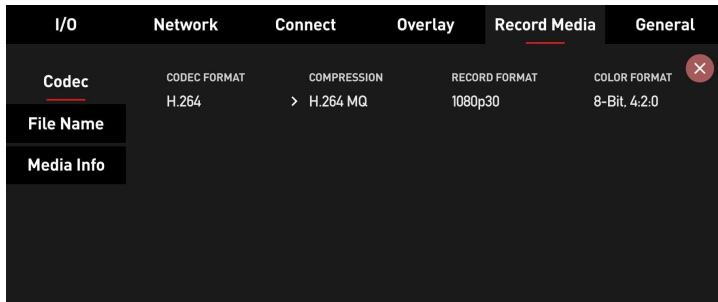 I/O Network Connect Overlay Record Media General
Codec
File Name
Media Info
CODEC FORMAT COMPRESSION RECORD FORMAT COLOR FORMAT
H.264 > H.264 MQ 1080p30 8-Bit, 4:2:0